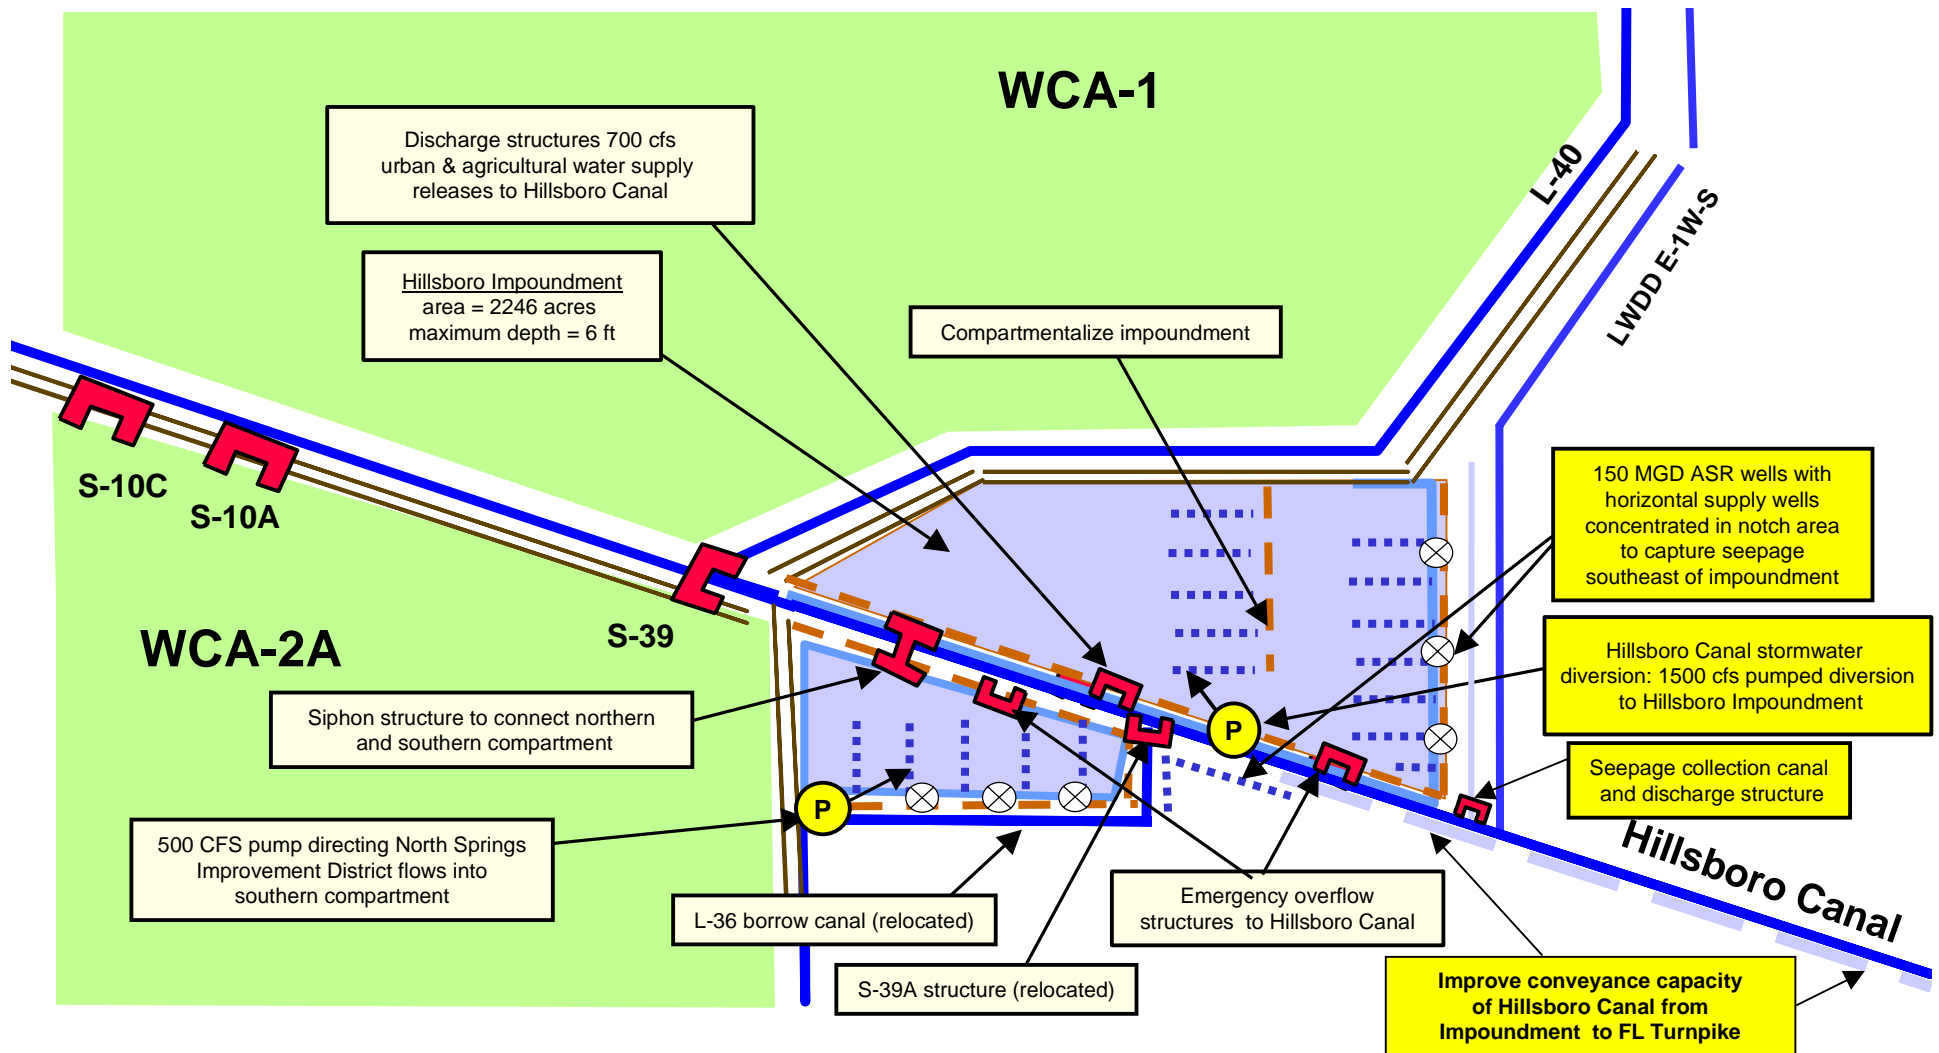 WCA-1
Discharge structures 700 cfs
urban & agricultural water supply
releases to Hillsboro Canal
L-40
LWDD E-1W-S
Hillsboro Impoundment
area = 2246 acres
maximum depth = 6 ft
Compartmentalize impoundment
S-10C
S-10A
150 MGD ASR wells with
horizontal supply wells
concentrated in notch area
to capture seepage
southeast of impoundment
S-39
WCA-2A
Hillsboro Canal stormwater
diversion: 1500 cfs pumped diversion
to Hillsboro Impoundment
Siphon structure to connect northern
and southern compartment
P
Seepage collection canal
and discharge structure
P
500 CFS pump directing North Springs
Improvement District flows into
southern compartment
Hillsboro Canal
L-36 borrow canal (relocated)
Emergency overflow
structures to Hillsboro Canal
S-39A structure (relocated)
Improve conveyance capacity
of Hillsboro Canal from
Impoundment to FL Turnpike